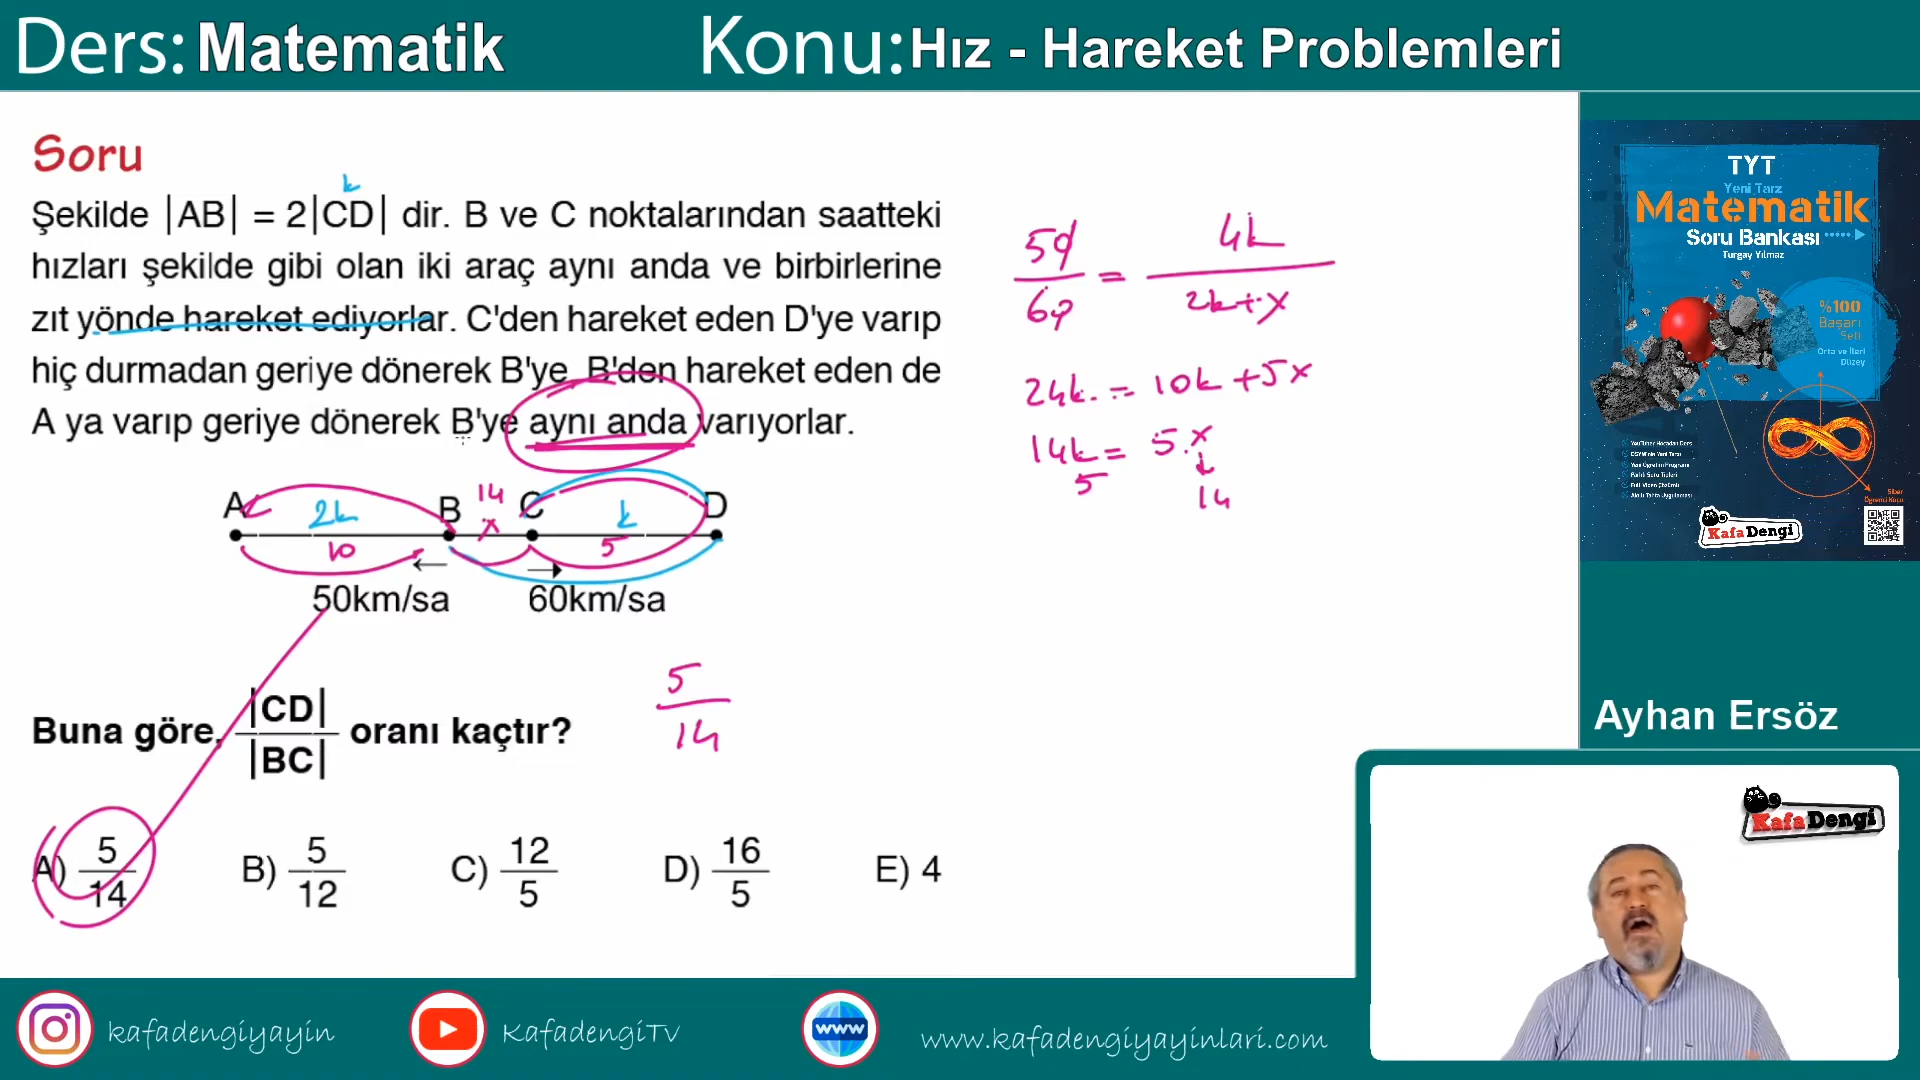 Ders: Matematik
Konu: Hız - Hareket Problemleri
Soru
k
Şekilde |AB| = 2|CD| dir. B ve C noktalarından saatteki
hızları şekilde gibi olan iki araç aynı anda ve birbirlerine
zıt yönde hareket ediyorlar. C'den hareket eden D'ye varıp
hiç durmadan geriye dönerek B'ye, B'den hareket eden de
A ya varıp geriye dönerek B'ye aynı anda varıyorlar.
A 2k B 14 C k D
10 x 5
← →
50km/sa 60km/sa
Buna göre, |CD| / |BC| oranı kaçtır?
5
14
A) 5/14 B) 5/12 C) 12/5 D) 16/5 E) 4
50/60 = 4k/2k+x
24k = 10k + 5x
14k = 5.x
5 14
TYT
Yeni Tarz
Matematik
Soru Bankası
Turgay Yılmaz
%100
Başarı
Seti
Orta ve İleri
Düzey
Kafa Dengi
Ayhan Ersöz
Kafa Dengi
kafadengiyayin
KafadengiTv
www
www.kafadengiyayinlari.com